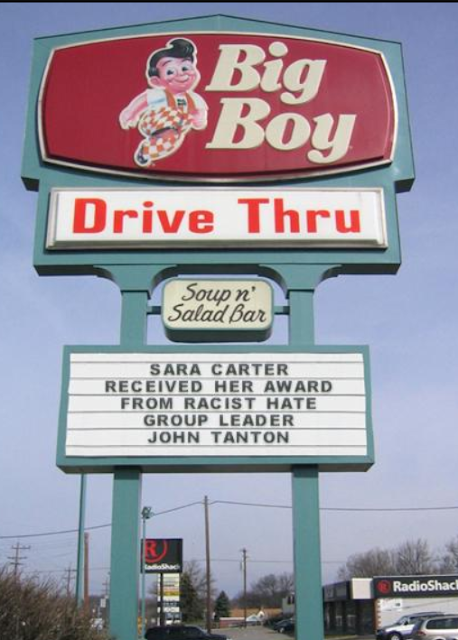 Big
Boy
Drive Thru
Soup n'
Salad Bar
SARA CARTER
RECEIVED HER AWARD
FROM RACIST HATE
GROUP LEADER
JOHN TANTON
R
RadioShack
RadioShack